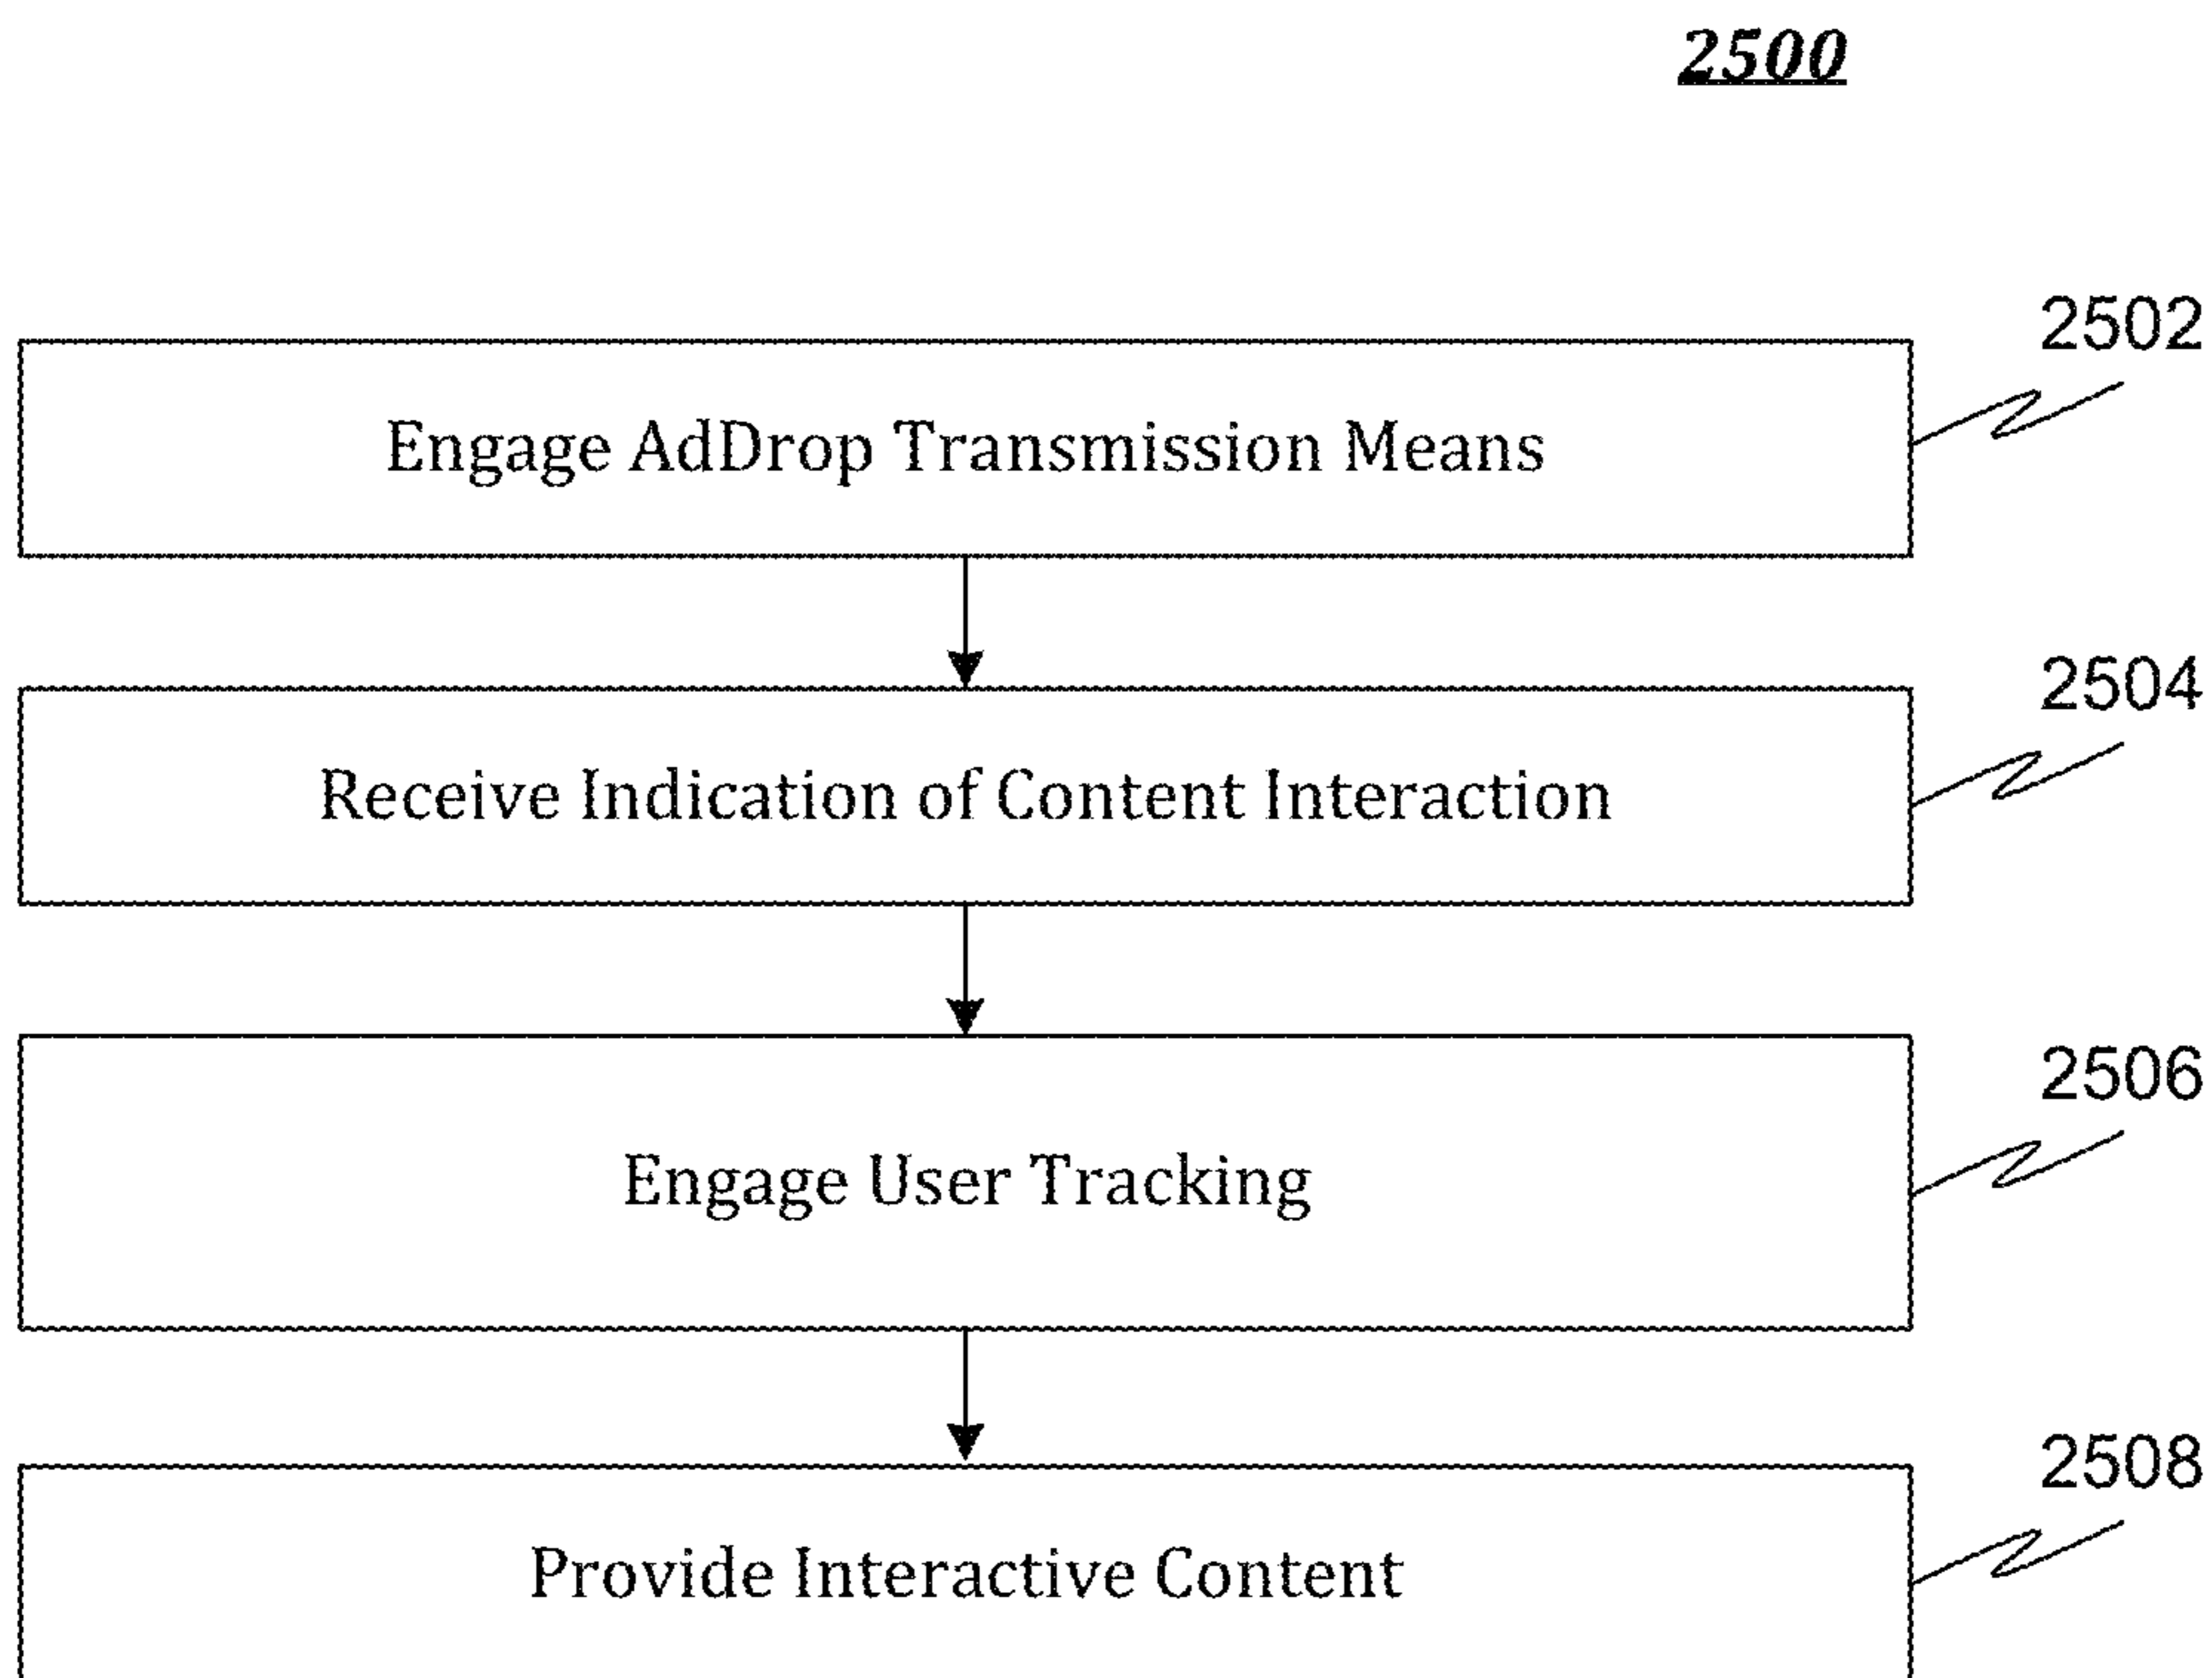 2500
2502
Engage AdDrop Transmission Means
2504
Receive Indication of Content Interaction
2506
Engage User Tracking
2508
Provide Interactive Content